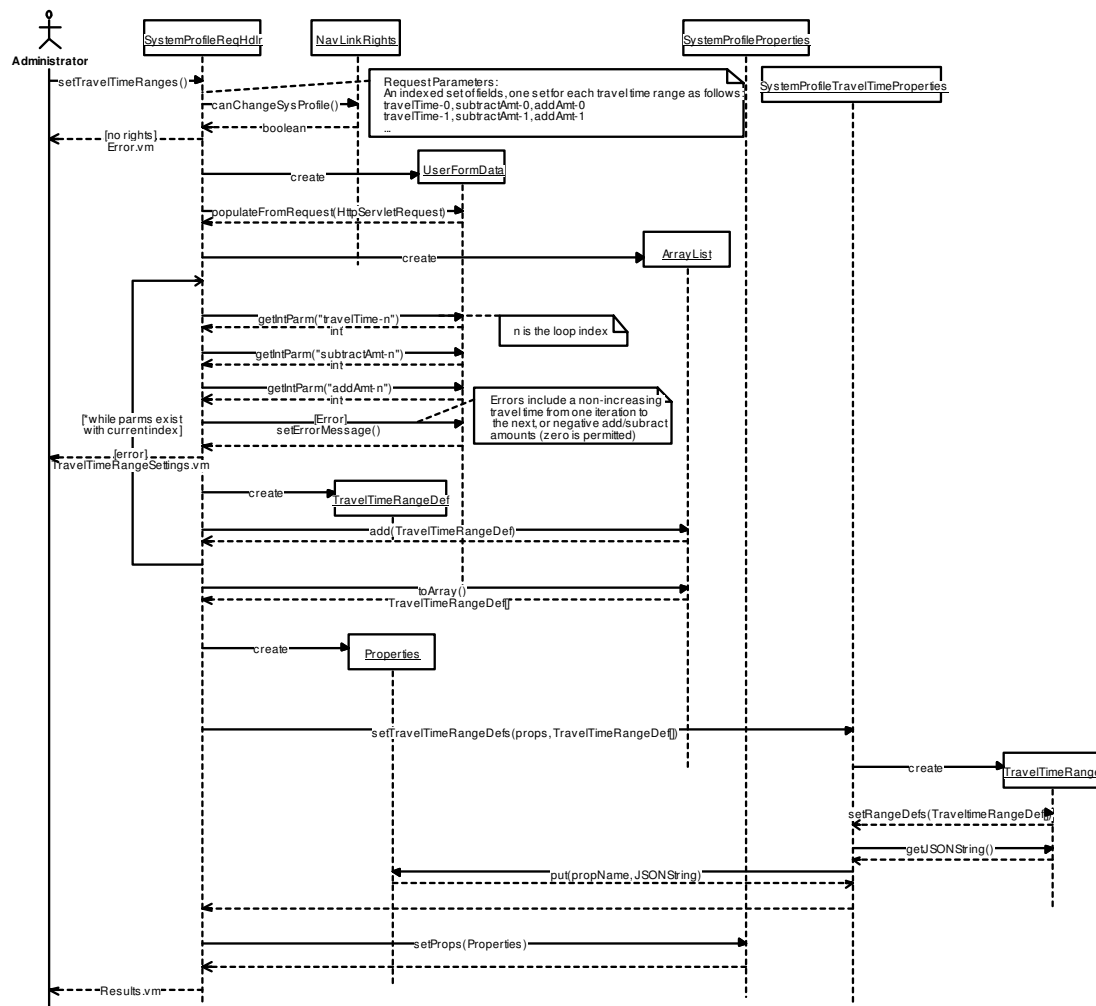 SystemProfileReqHdlr
NavLinkRights
SystemProfileProperties
Administrator
setTravelTimeRanges()
Request Parameters:
An indexed set of fields, one set for each travel time range as follows
travelTime-0, subtractAmt-0, addAmt-0
travelTime-1, subtractAmt-1, addAmt-1
...
SystemProfileTravelTimeProperties
canChangeSysProfile()
boolean
[no rights]
Error.vm
UserFormData
create
populateFromRequest(HttpServletRequest)
ArrayList
create
getIntParm("travelTime-n")
int
n is the loop index
getIntParm("subtractAmt-n")
int
getIntParm("addAmt-n")
int
Errors include a non-increasing
travel time from one iteration to
the next, or negative add/subtract
amounts (zero is permitted)
[*while parms exist
with current index]
[Error]
setErrorMessage()
[error]
TravelTimeRangeSettings.vm
create
TravelTimeRangeDef
add(TravelTimeRangeDef)
toArray()
TravelTimeRangeDef[]
create
Properties
setTravelTimeRangeDefs(props, TravelTimeRangeDef[])
create
TravelTimeRange
setRangeDefs(TraveltimeRangeDef[])
getJSONString()
put(propName, JSONString)
setProps(Properties)
Results.vm